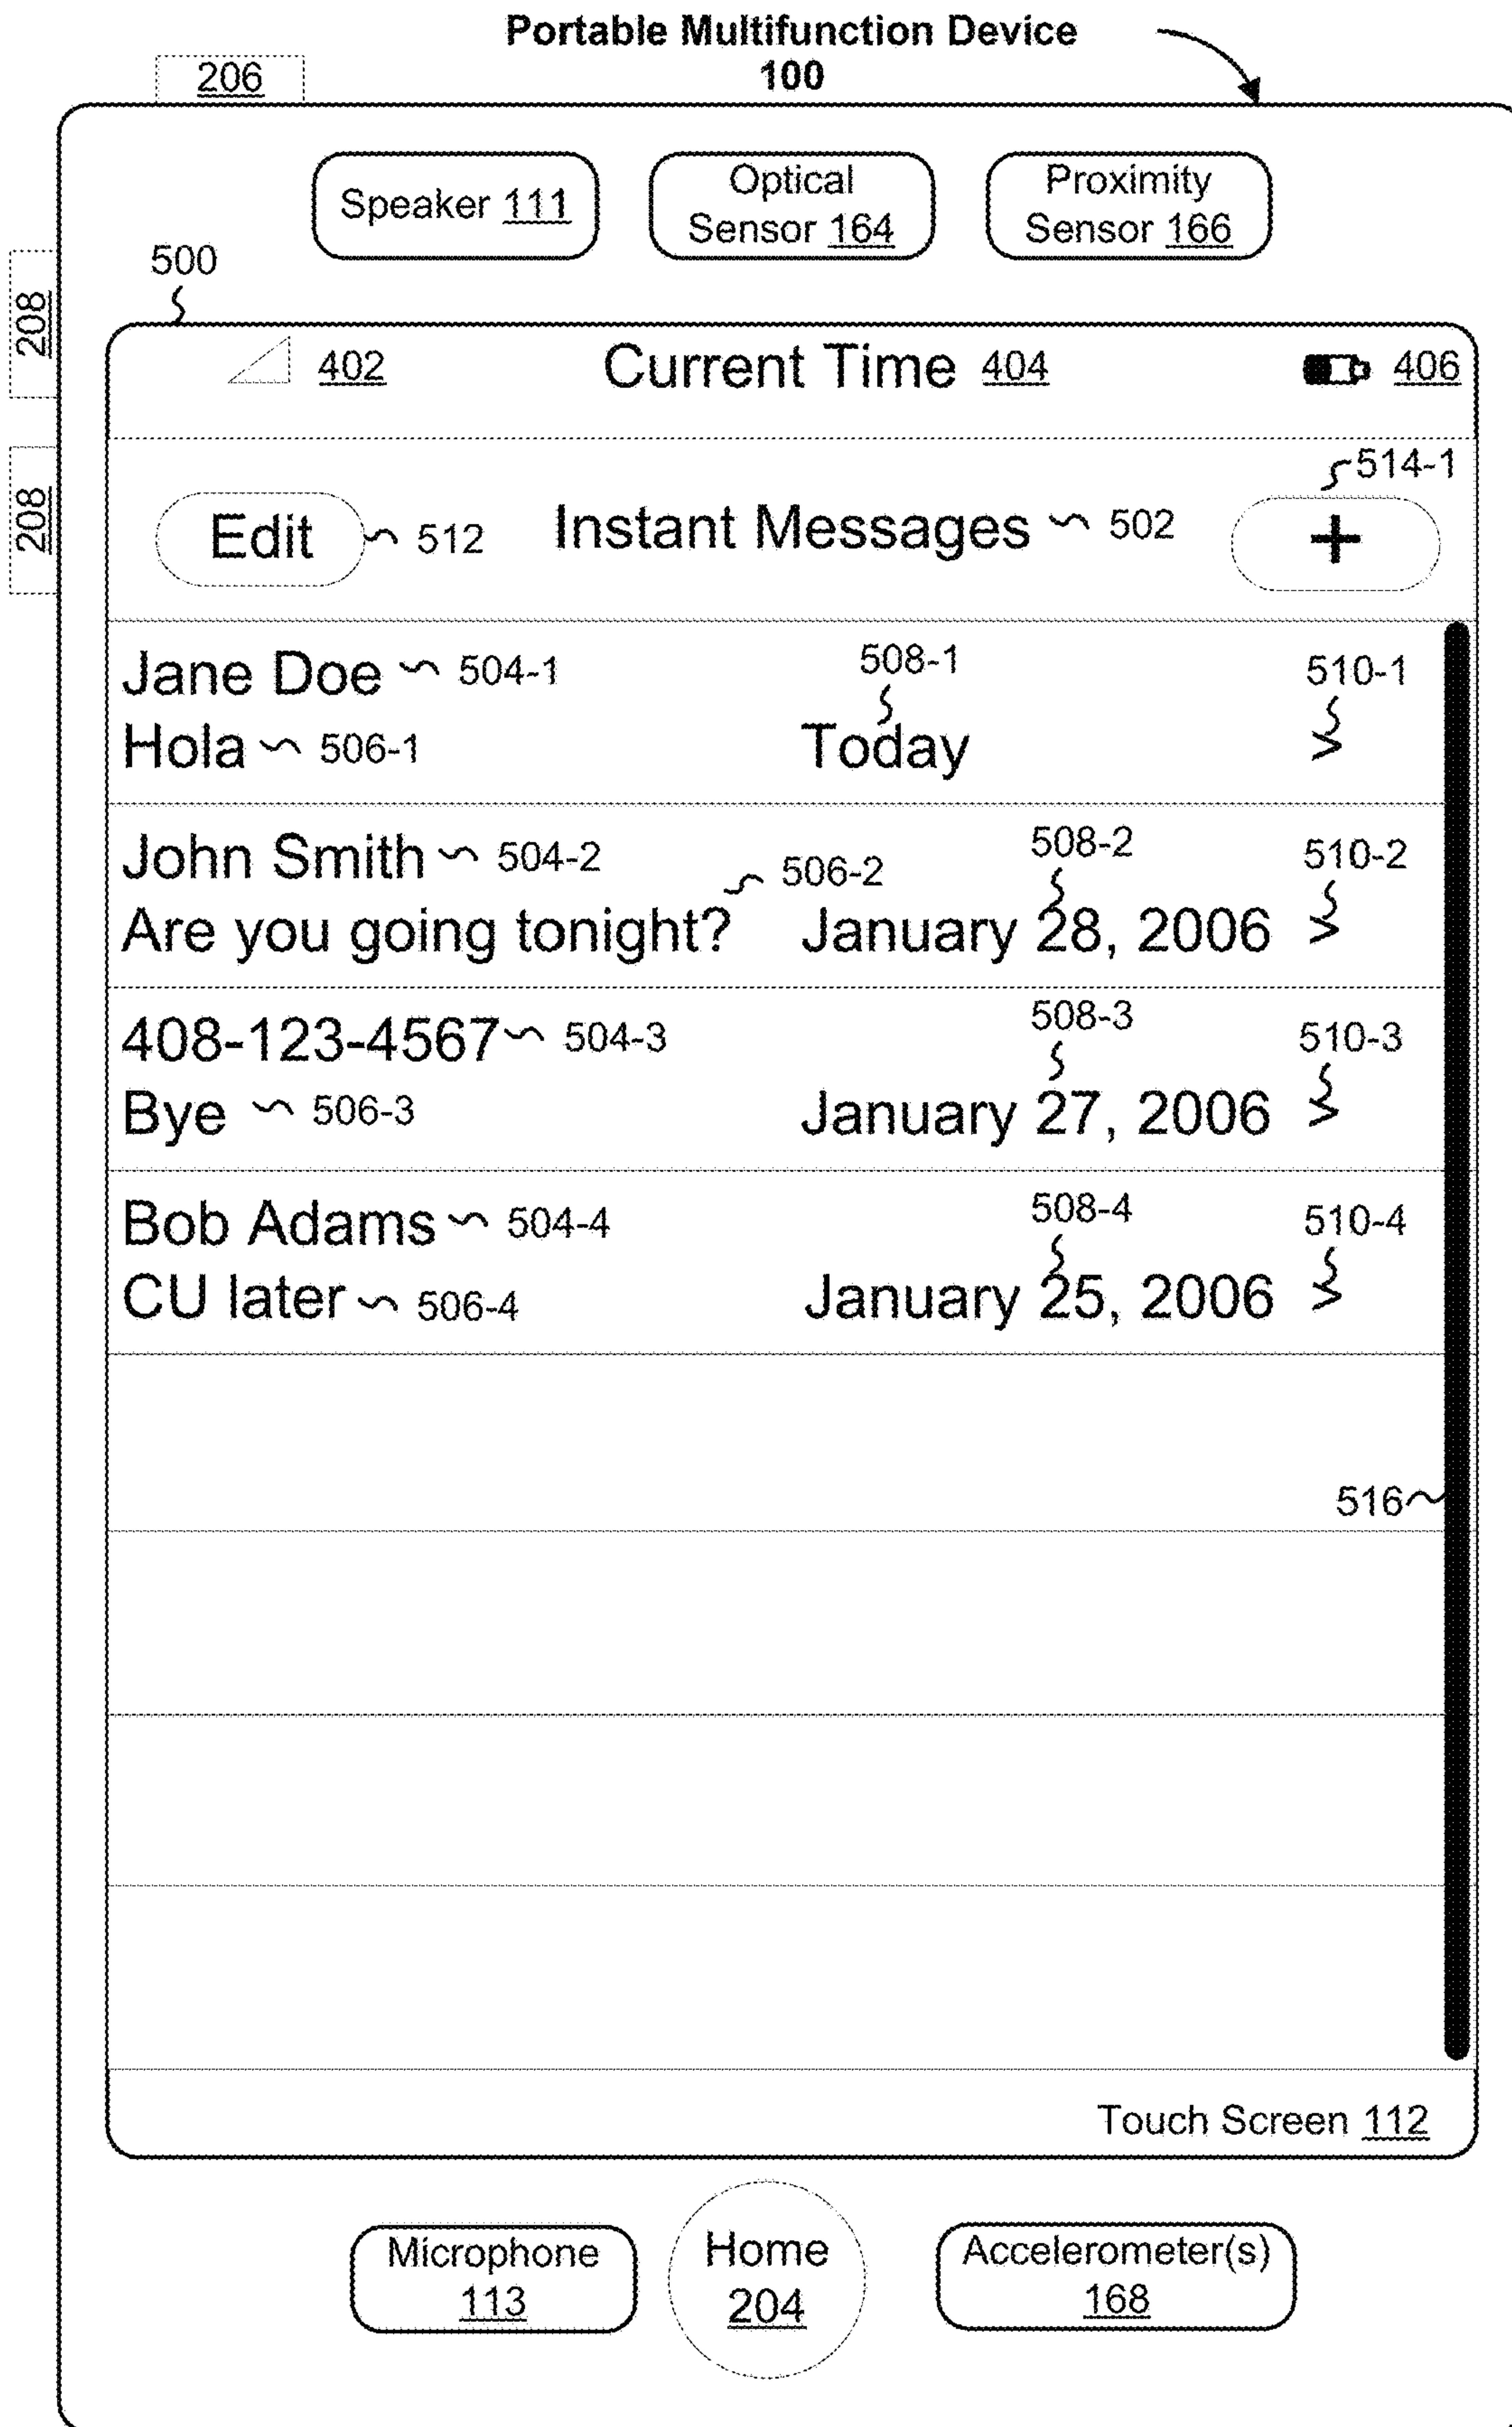 Portable Multifunction Device
100
206
Speaker 111
Optical
Sensor 164
Proximity
Sensor 166
500
208
402
Current Time 404
406
514-1
208
Edit
512
Instant Messages
502
+
Jane Doe
504-1
508-1
510-1
Hola
506-1
Today
>
John Smith
504-2
506-2
508-2
510-2
Are you going tonight?
January 28, 2006
>
408-123-4567
504-3
508-3
510-3
Bye
506-3
January 27, 2006
>
Bob Adams
504-4
508-4
510-4
CU later
506-4
January 25, 2006
>
516
Touch Screen 112
Microphone
113
Home
204
Accelerometer(s)
168